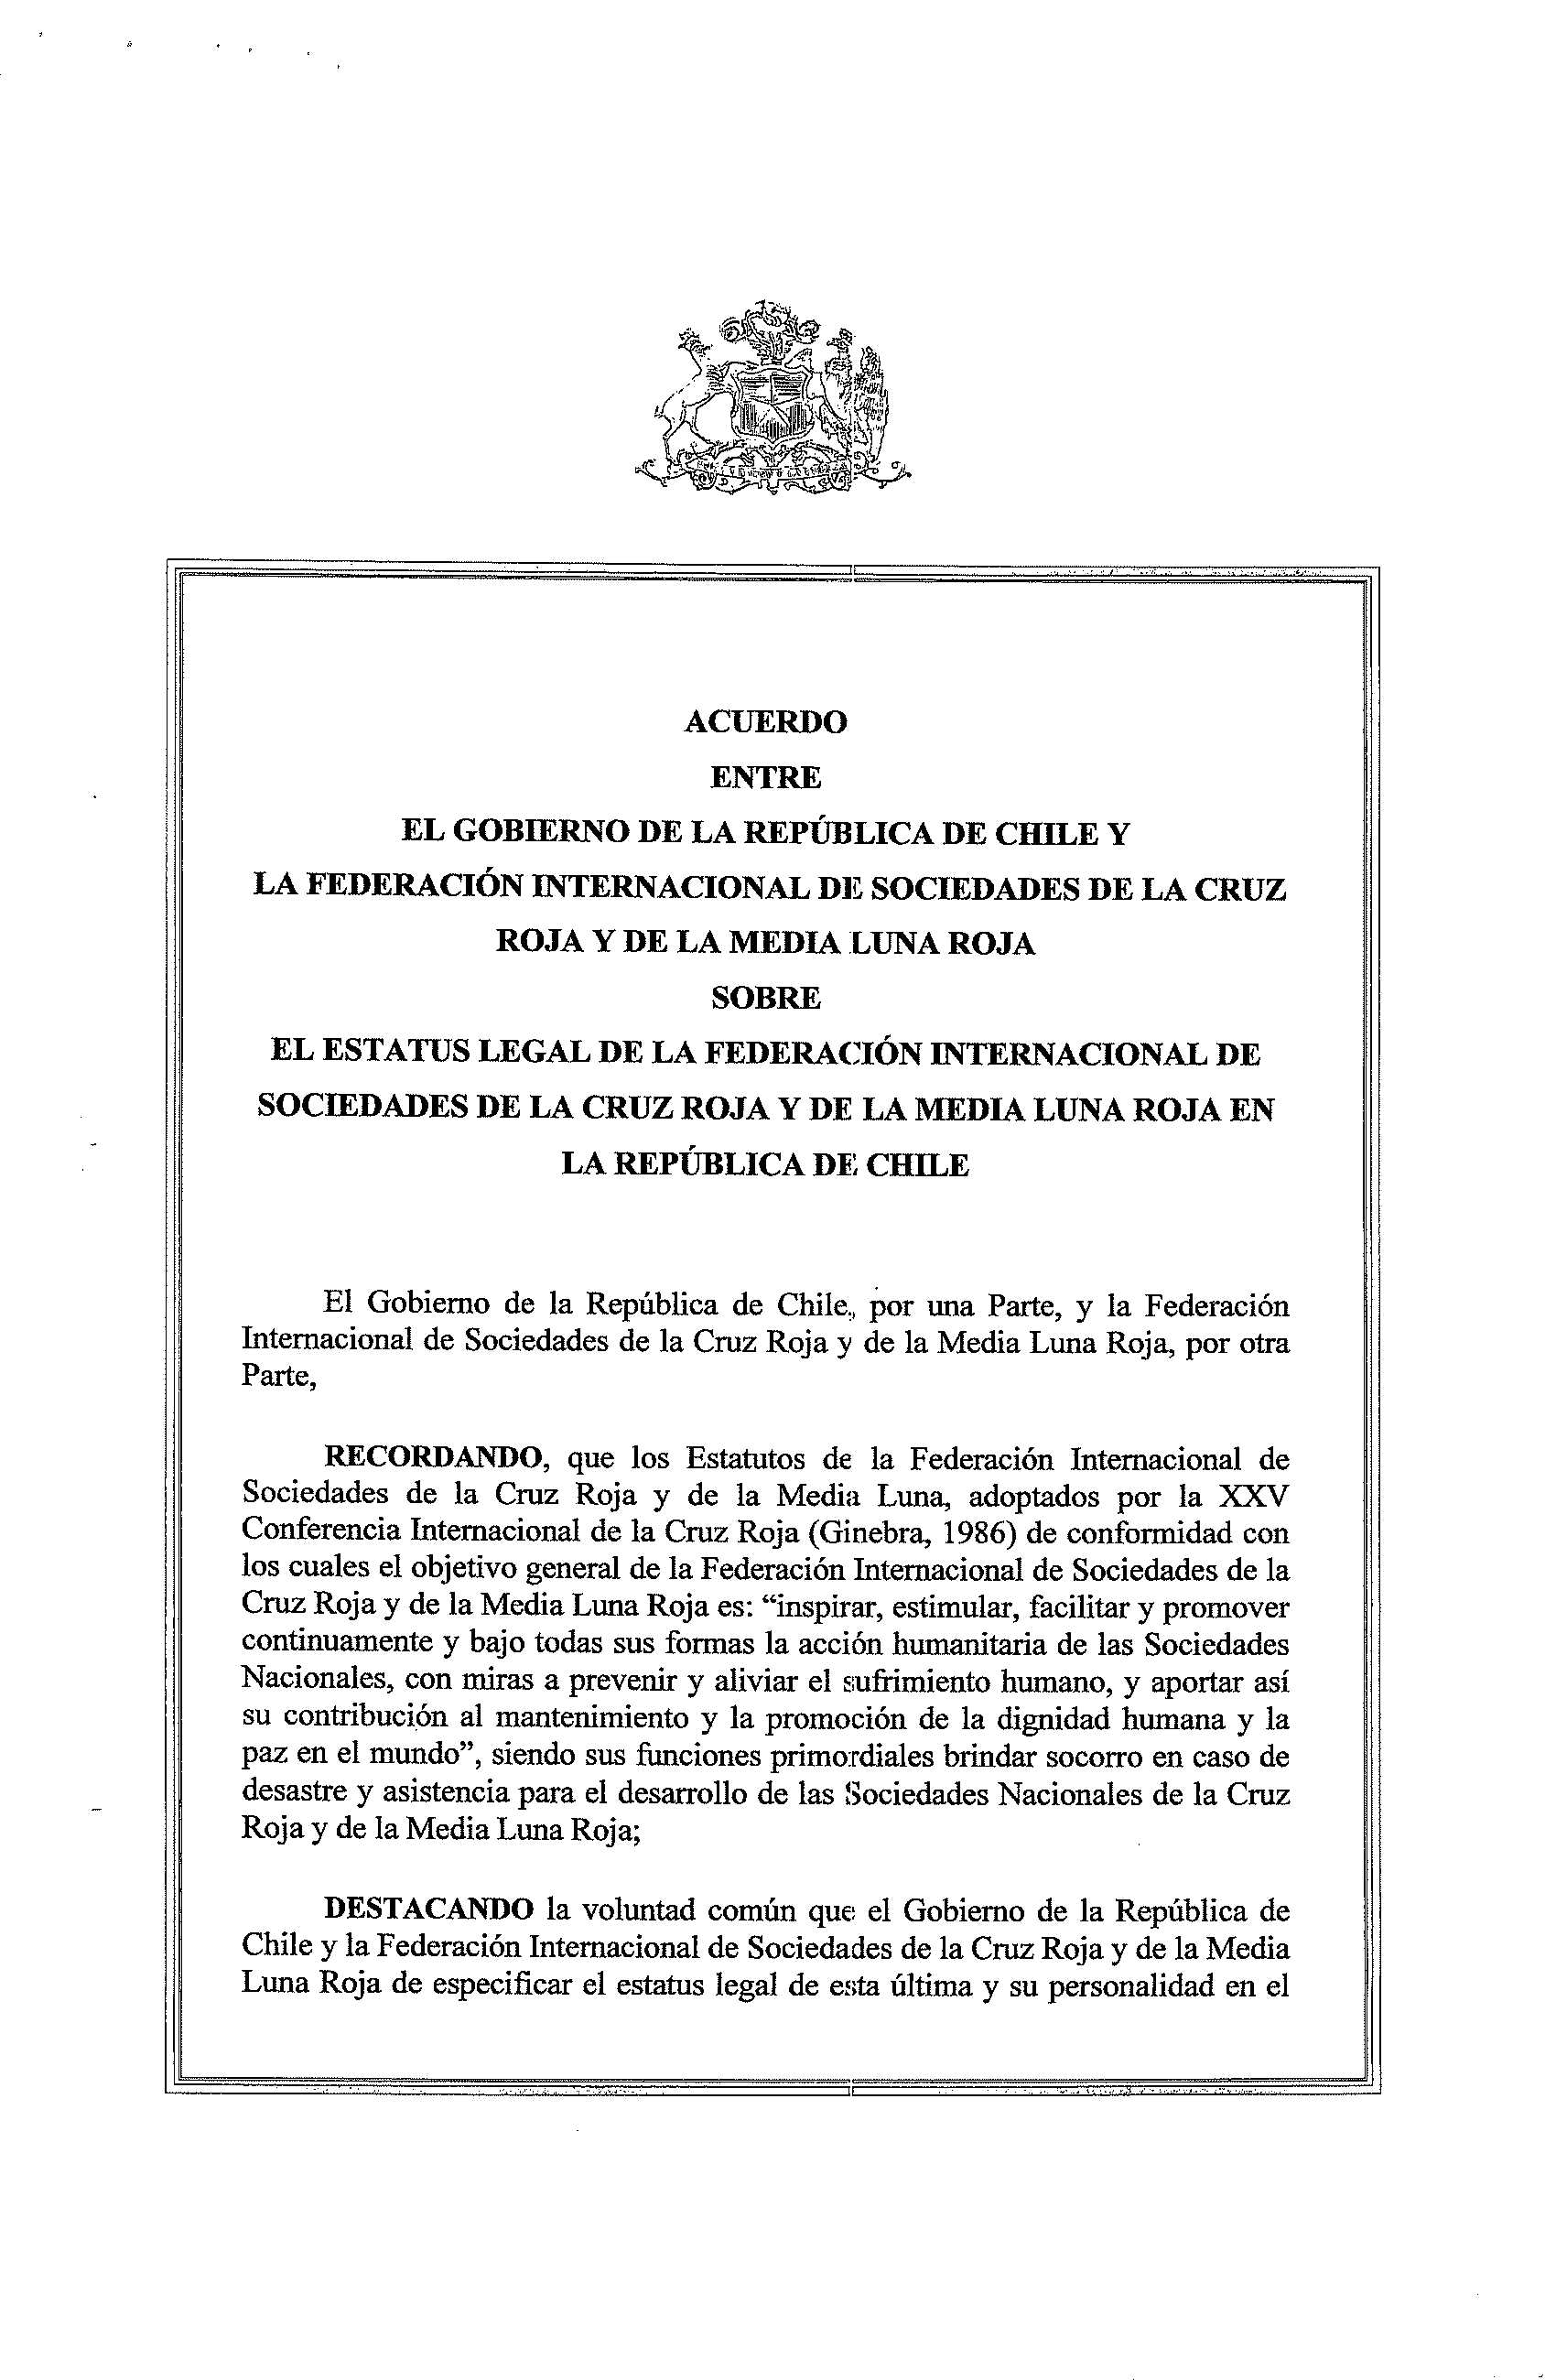 ACUERDO
ENTRE
EL GOBIERNO DE LA REPÚBLICA DE CHILE Y
LA FEDERACIÓN INTERNACIONAL DE SOCIEDADES DE LA CRUZ
ROJA Y DE LA MEDIA LUNA ROJA
SOBRE
EL ESTATUS LEGAL DE LA FEDERACIÓN INTERNACIONAL DE
SOCIEDADES DE LA CRUZ ROJA Y DE LA MEDIA LUNA ROJA EN
LA REPÚBLICA DE CHILE
El Gobierno de la República de Chile, por una Parte, y la Federación
Internacional de Sociedades de la Cruz Roja y de la Media Luna Roja, por otra
Parte,
RECORDANDO, que los Estatutos de la Federación Internacional de
Sociedades de la Cruz Roja y de la Media Luna, adoptados por la XXV
Conferencia Internacional de la Cruz Roja (Ginebra, 1986) de conformidad con
los cuales el objetivo general de la Federación Internacional de Sociedades de la
Cruz Roja y de la Media Luna Roja es: “inspirar, estimular, facilitar y promover
continuamente y bajo todas sus formas la acción humanitaria de las Sociedades
Nacionales, con miras a prevenir y aliviar el sufrimiento humano, y aportar así
su contribución al mantenimiento y la promoción de la dignidad humana y la
paz en el mundo”, siendo sus funciones primordiales brindar socorro en caso de
desastre y asistencia para el desarrollo de las Sociedades Nacionales de la Cruz
Roja y de la Media Luna Roja;
DESTACANDO la voluntad común que el Gobierno de la República de
Chile y la Federación Internacional de Sociedades de la Cruz Roja y de la Media
Luna Roja de especificar el estatus legal de esta última y su personalidad en el